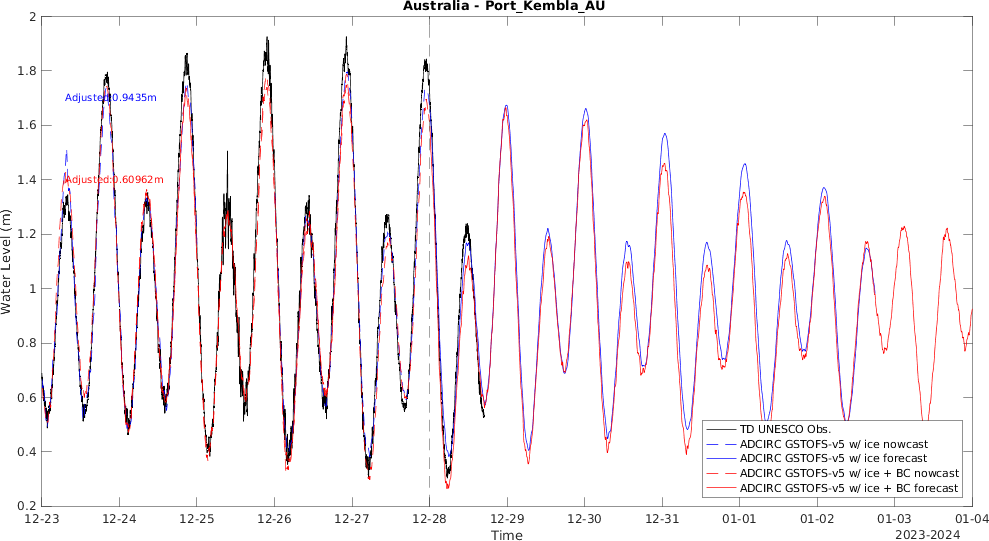 Australia - Port_Kembla_AU
2
1.8
1.6
1.4
1.2
1
0.8
0.6
0.4
0.2
Water Level (m)
Adjusted:0.9435m
Adjusted:0.60962m
TD UNESCO Obs.
ADCIRC GSTOFS-v5 w/ ice nowcast
ADCIRC GSTOFS-v5 w/ ice forecast
ADCIRC GSTOFS-v5 w/ ice + BC nowcast
ADCIRC GSTOFS-v5 w/ ice + BC forecast
12-23 12-24 12-25 12-26 12-27 12-28 12-29 12-30 12-31 01-01 01-02 01-03 01-04
Time
2023-2024